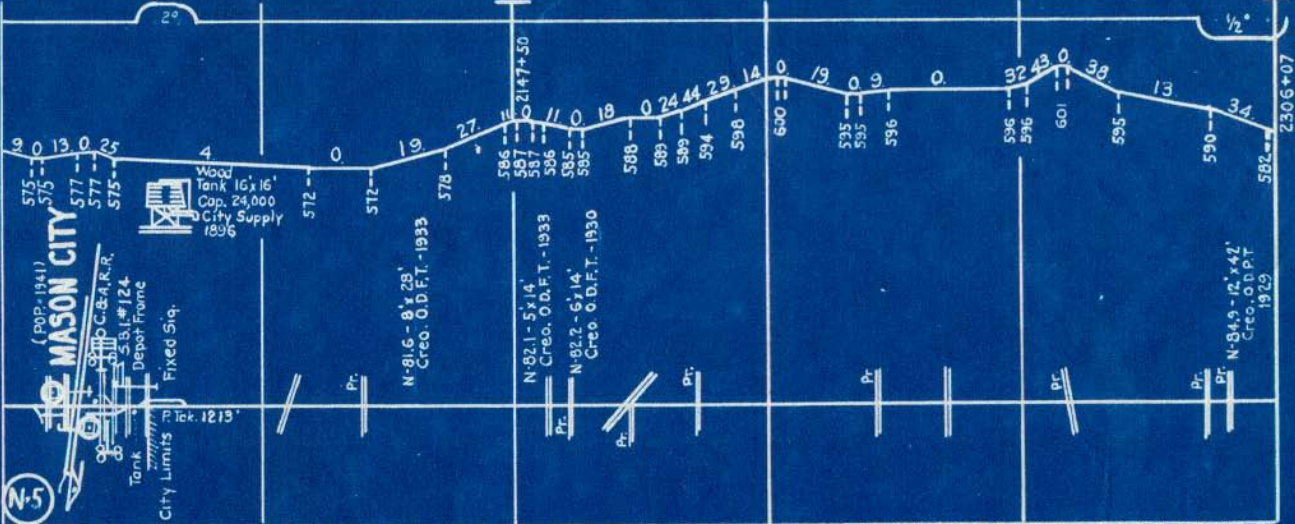 2°
1/2°
2147+50
2306+07
9. 0. 13. 0. 25. 4. 0. 19. 27. 11 0 11. 0. 18 0. 24 44 29. 14. 0. 19. 0. 9. 0. 32 43. 0. 38. 13. 34.
575
575
577
577
575
572
572
578
586
587
587
586
585
585
588
589
589
594
598
600
595
595
596
596
596
601
595
590
582
Wood
Tank 16'x16'
Cap. 24,000
City Supply
1896
(POP-1941)
MASON CITY
C.& A.R.R.
S.B.I.#124
Depot Frame
Fixed Sig.
Tank
City Limits
P. Tck. 1213'
N-81.6 - 8' x 28'
Creo. O.D.F.T. -1933
N-82.1 - 5'x 14'
Creo. O.D.F.T. -1933
N-82.2 - 6'x 14'
Creo. O.D.F.T. -1930
N-84.9 - 12' x 42'
Creo. O.D.P.T
1929
Pr.
Pr.
Pr.
Pr.
Pr.
Pr.
Pr.
Pr.
N-5